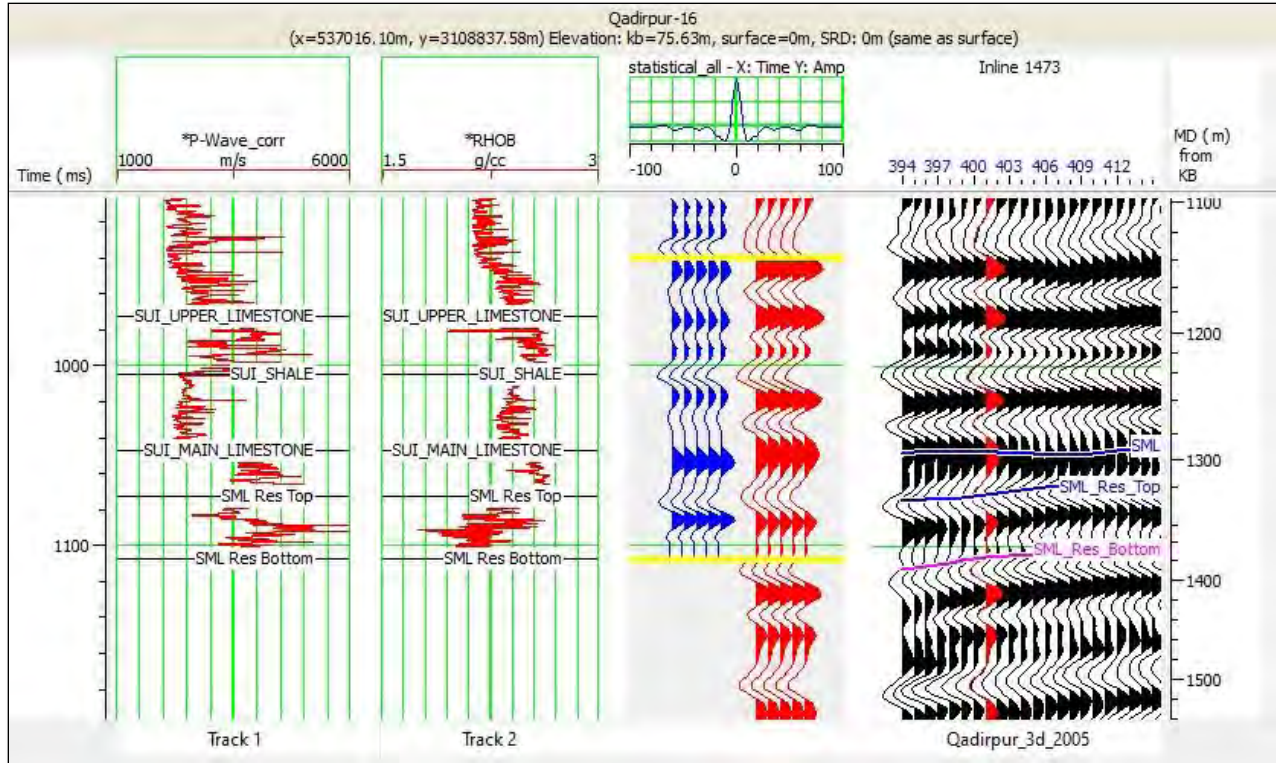 Qadirpur-16
(x=537016.10m, y=3108837.58m) Elevation: kb=75.63m, surface=0m, SRD: 0m (same as surface)
statistical_all - X: Time Y: Amp
Inline 1473
*P-Wave_corr
*RHOB
1000 m/s 6000
1.5 g/cc 3
-100 0 100
394 397 400 403 406 409 412
MD (m)
from
KB
Time (ms)
1100
SUI_UPPER_LIMESTONE
SUI_UPPER_LIMESTONE
1200
1000
SUI_SHALE
SUI_SHALE
SUI_MAIN_LIMESTONE
SUI_MAIN_LIMESTONE
SML
1300
SML Res Top
SML Res Top
SML_Res_Top
1100
SML Res Bottom
SML Res Bottom
SML_Res_Bottom
1400
1500
Track 1
Track 2
Qadirpur_3d_2005